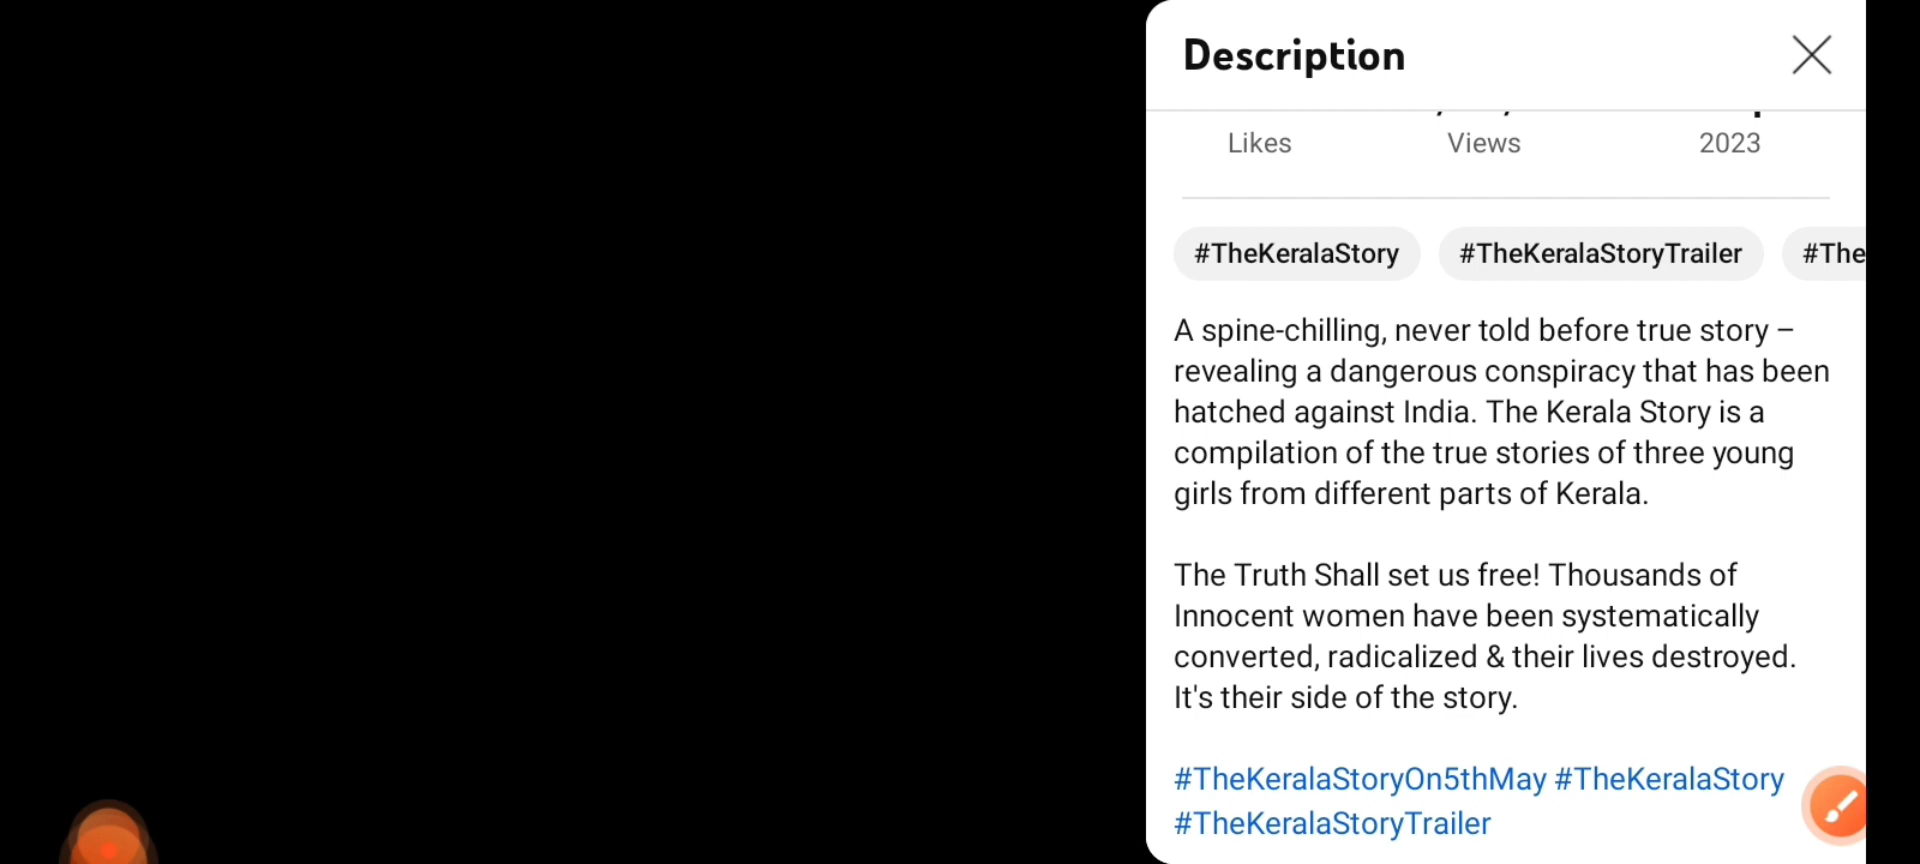 Description
Likes Views 2023
#TheKeralaStory #TheKeralaStoryTrailer #The
A spine-chilling, never told before true story –
revealing a dangerous conspiracy that has been
hatched against India. The Kerala Story is a
compilation of the true stories of three young
girls from different parts of Kerala.
The Truth Shall set us free! Thousands of
Innocent women have been systematically
converted, radicalized & their lives destroyed.
It's their side of the story.
#TheKeralaStoryOn5thMay #TheKeralaStory
#TheKeralaStoryTrailer